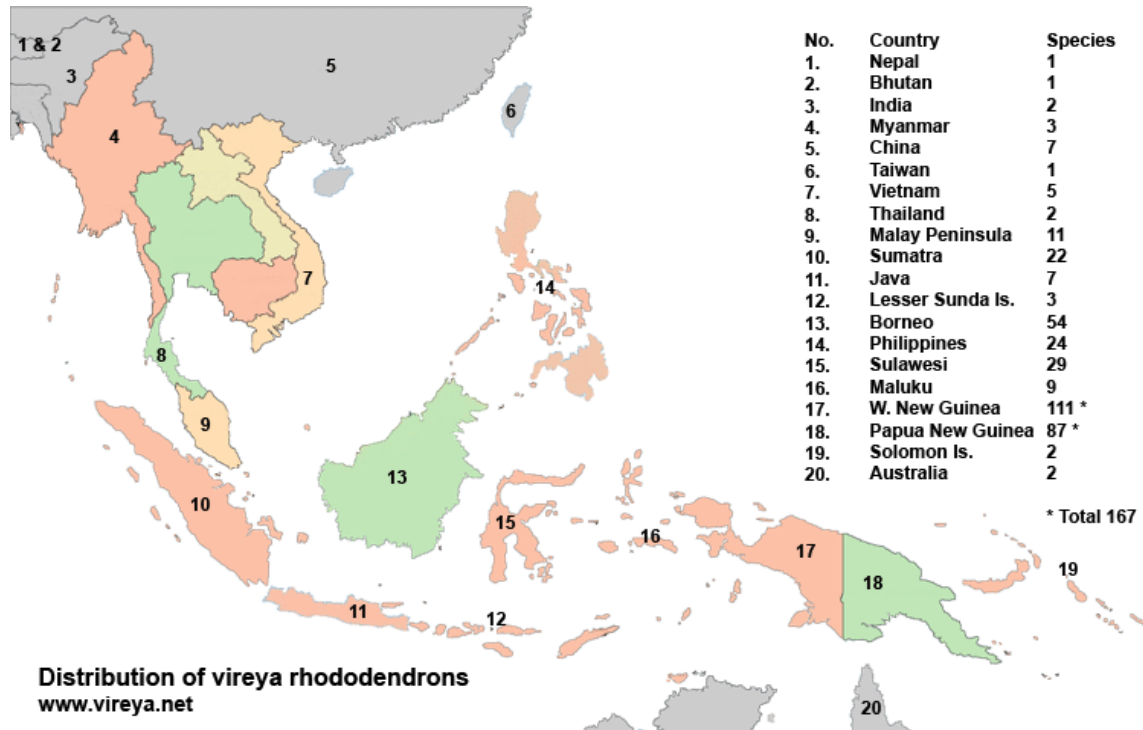 No. Country Species
1. Nepal 1
2. Bhutan 1
3. India 2
4. Myanmar 3
5. China 7
6. Taiwan 1
7. Vietnam 5
8. Thailand 2
9. Malay Peninsula 11
10. Sumatra 22
11. Java 7
12. Lesser Sunda Is. 3
13. Borneo 54
14. Philippines 24
15. Sulawesi 29
16. Maluku 9
17. W. New Guinea 111 *
18. Papua New Guinea 87 *
19. Solomon Is. 2
20. Australia 2
* Total 167
1 & 2
3
4
5
6
7
8
9
10
11
12
13
14
15
16
17
18
19
20
Distribution of vireya rhododendrons
www.vireya.net